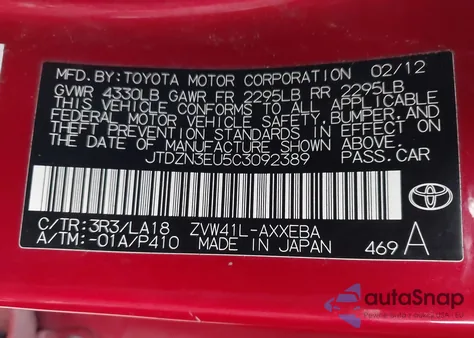 MFD.BY:TOYOTA MOTOR CORPORATION 02/12
GVWR 4330LB GAWR FR 2295LB RR 2295LB
THIS VEHICLE CONFORMS TO ALL APPLICABLE
FEDERAL MOTOR VEHICLE SAFETY, BUMPER, AND
THEFT PREVENTION STANDARDS IN EFFECT ON
THE DATE OF MANUFACTURE SHOWN ABOVE.
JTDZN3EU5C3092389 PASS.CAR
C/TR:3R3/LA18 ZVW41L-AXXEBA
A/TM:-01A/P410 MADE IN JAPAN 469 A
TOYOTA
autoSnap